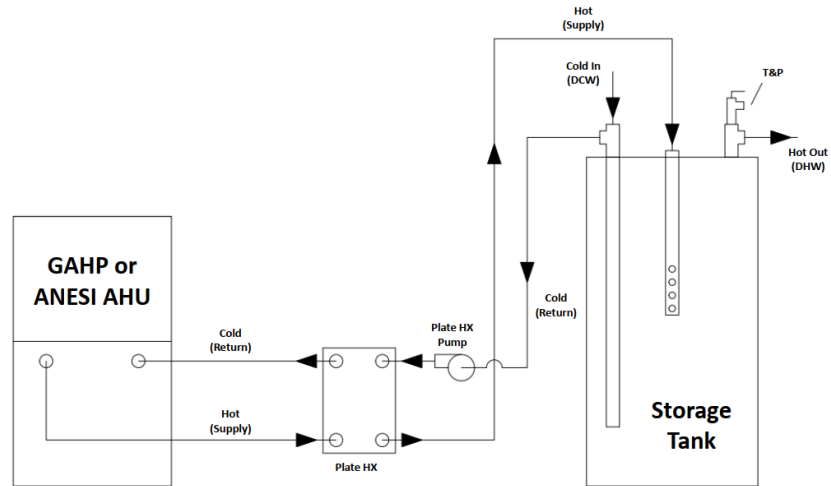 Hot
(Supply)
Cold In
(DCW)
T&P
Hot Out
(DHW)
GAHP or
ANESI AHU
Cold
(Return)
Plate HX
Pump
Cold
(Return)
Hot
(Supply)
Storage
Tank
Plate HX